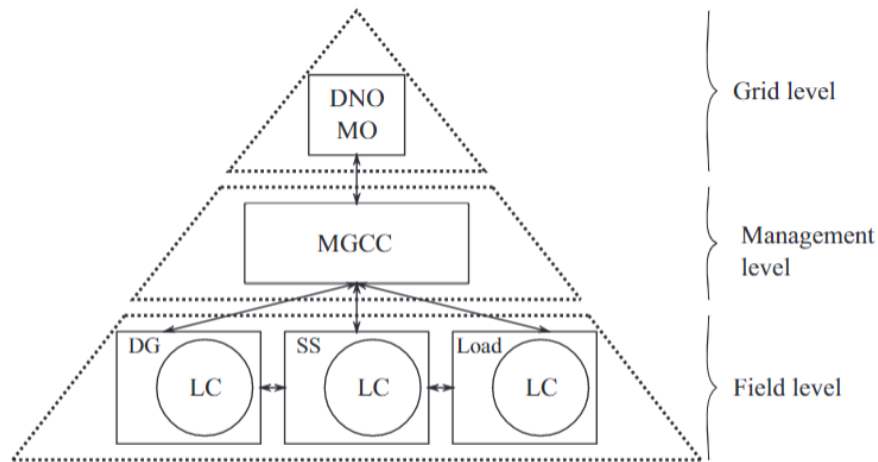 DNO
MO
Grid level
MGCC
Management
level
DG
SS
Load
LC
LC
LC
Field level